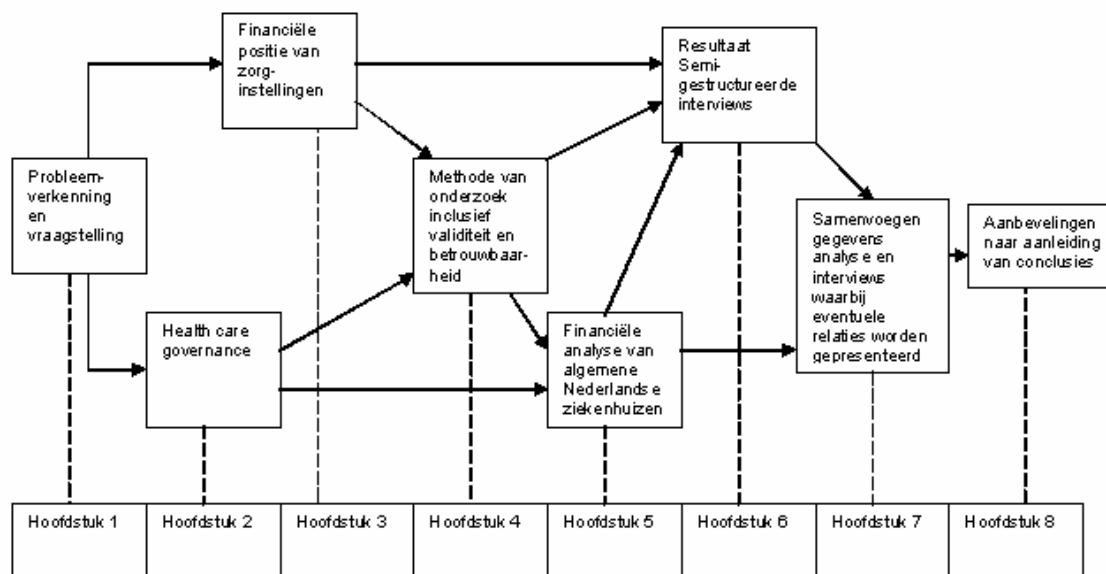 Financiële
positie van
zorg-
instellingen
Resultaat
Semi-
gestructureerde
interviews
Probleem-
verkenning
en
vraagstelling
Methode van
onderzoek
inclusief
validiteit en
betrouwbaar-
heid
Samenvoegen
gegevens
analyse en
interviews
waarbij
eventuele
relaties worden
gepresenteerd
Aanbevelingen
naar aanleiding
van conclusies
Health care
governance
Financiële
analyse van
algemene
Nederlandse
ziekenhuizen
Hoofdstuk 1
Hoofdstuk 2
Hoofdstuk 3
Hoofdstuk 4
Hoofdstuk 5
Hoofdstuk 6
Hoofdstuk 7
Hoofdstuk 8